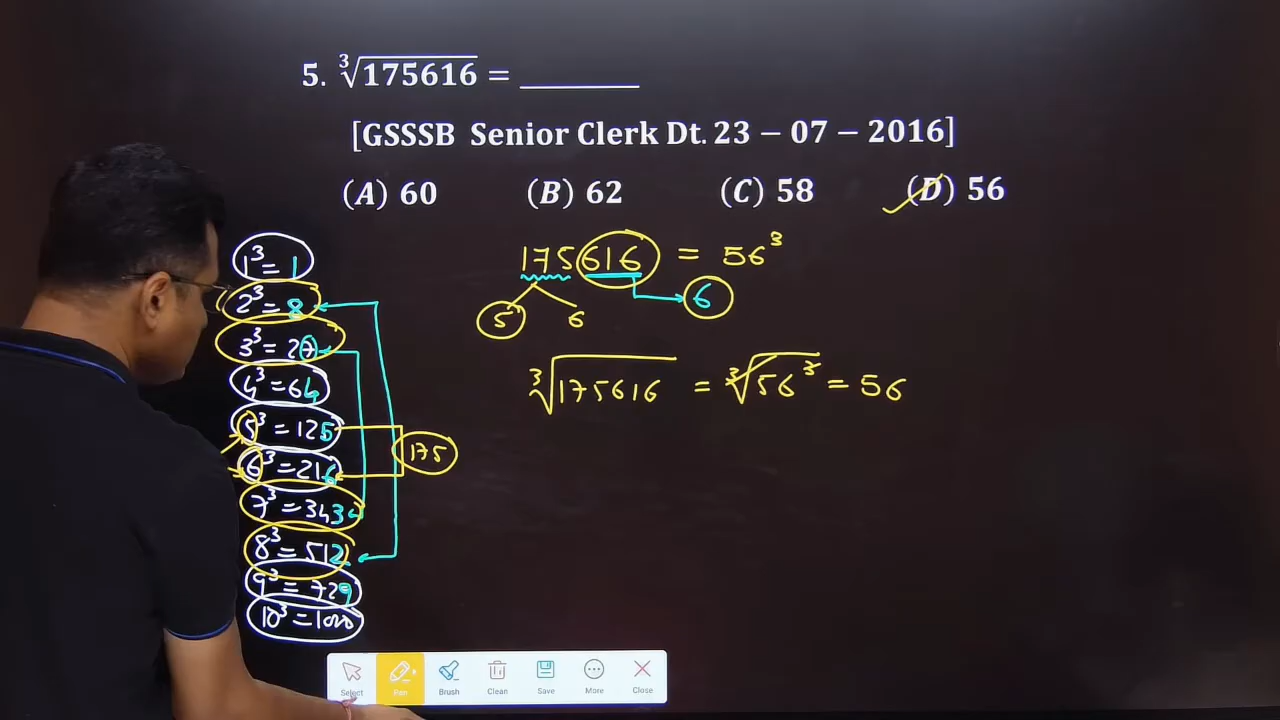 5. ∛175616 = ________
[GSSSB Senior Clerk Dt. 23 – 07 – 2016]
(A) 60 (B) 62 (C) 58 (D) 56
175616 = 56³
6
5 6
∛175616 = ∛56³ = 56
1³ = 1
2³ = 8
3³ = 27
4³ = 64
5³ = 125
175
6³ = 216
7³ = 343
8³ = 512
9³ = 729
10³ = 1000
Select Pen Brush Clean Save More Close